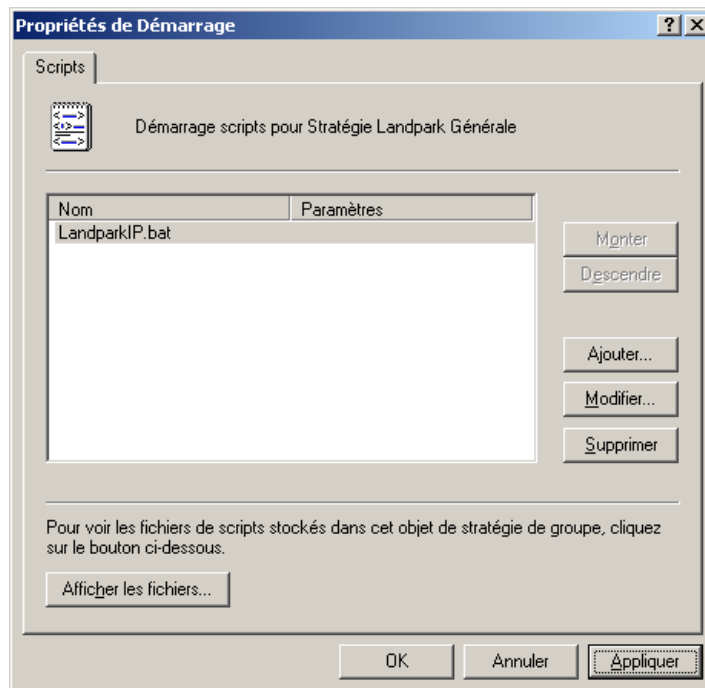 Propriétés de Démarrage
Scripts
Démarrage scripts pour Stratégie Landpark Générale
Nom Paramètres
LandparkIP.bat
Monter
Descendre
Ajouter...
Modifier...
Supprimer
Pour voir les fichiers de scripts stockés dans cet objet de stratégie de groupe, cliquez
sur le bouton ci-dessous.
Afficher les fichiers...
OK Annuler Appliquer